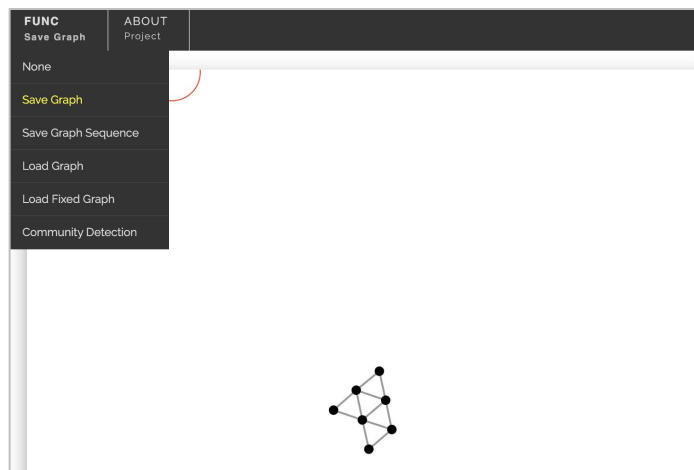 FUNC
Save Graph
ABOUT
Project
None
Save Graph
Save Graph Sequence
Load Graph
Load Fixed Graph
Community Detection